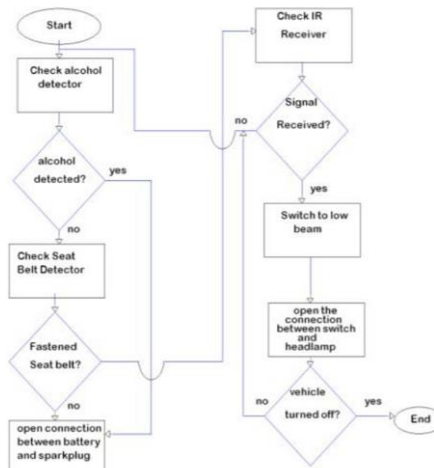 Start
Check alcohol
detector
alcohol
detected?
yes
no
Check Seat
Belt Detector
Fastened
Seat belt?
no
open connection
between battery
and sparkplug
Check IR
Receiver
Signal
Received?
no
yes
Switch to low
beam
open the
connection
between switch
and
headlamp
vehicle
turned off?
no
yes
End